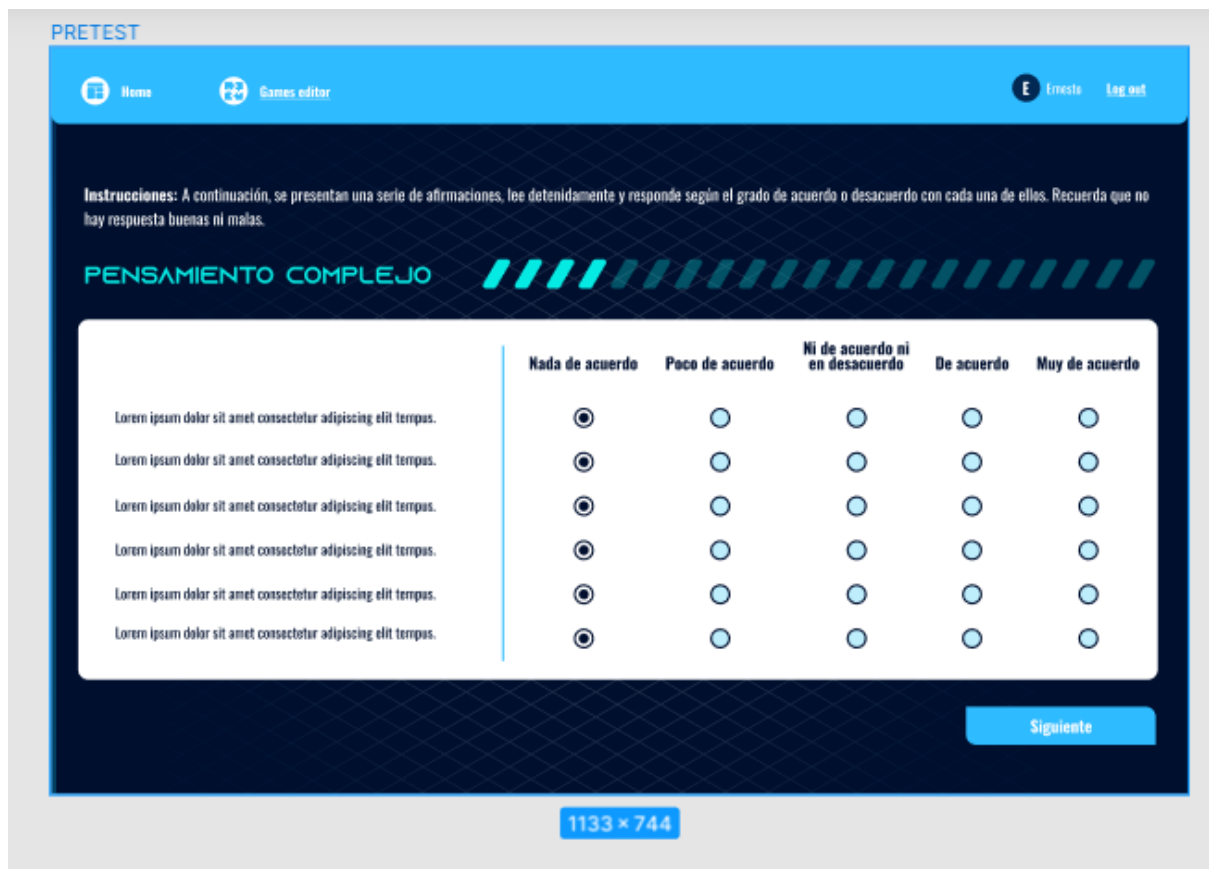 PRETEST
Home
Games editor
E
Ernesto
Log out
Instrucciones: A continuación, se presentan una serie de afirmaciones, lee detenidamente y responde según el grado de acuerdo o desacuerdo con cada una de ellos. Recuerda que no
hay respuesta buenas ni malas.
PENSAMIENTO COMPLEJO
Nada de acuerdo
Poco de acuerdo
Ni de acuerdo ni
en desacuerdo
De acuerdo
Muy de acuerdo
Lorem ipsum dolor sit amet consectetur adipiscing elit tempus.
Lorem ipsum dolor sit amet consectetur adipiscing elit tempus.
Lorem ipsum dolor sit amet consectetur adipiscing elit tempus.
Lorem ipsum dolor sit amet consectetur adipiscing elit tempus.
Lorem ipsum dolor sit amet consectetur adipiscing elit tempus.
Lorem ipsum dolor sit amet consectetur adipiscing elit tempus.
Siguiente
1133 × 744